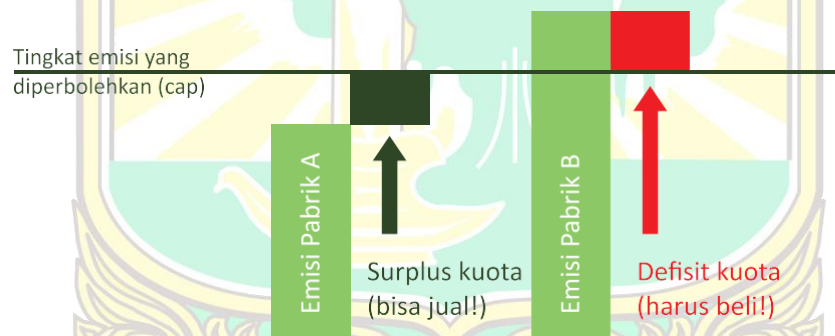 Tingkat emisi yang
diperbolehkan (cap)
Emisi Pabrik A
Surplus kuota
(bisa jual!)
Emisi Pabrik B
Defisit kuota
(harus beli!)